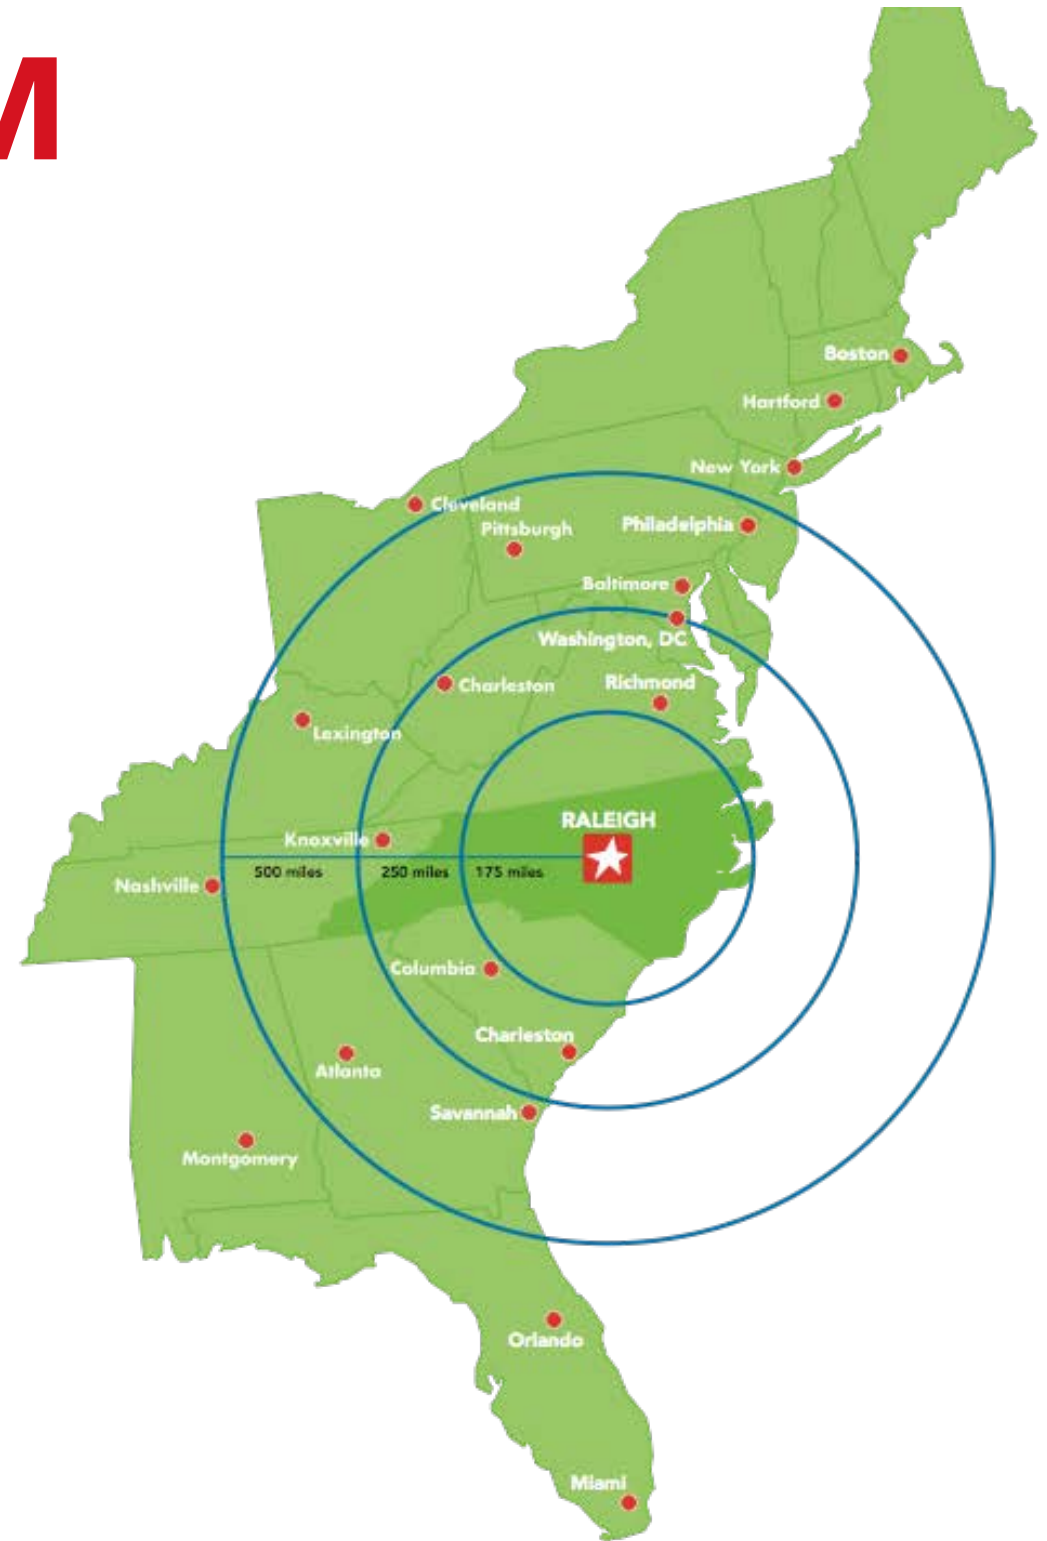 M
Boston
Hartford
New York
Cleveland
Pittsburgh
Philadelphia
Baltimore
Washington, DC
Charleston
Richmond
Lexington
RALEIGH
Knoxville
500 miles
250 miles
175 miles
Nashville
Columbia
Charleston
Atlanta
Savannah
Montgomery
Orlando
Miami